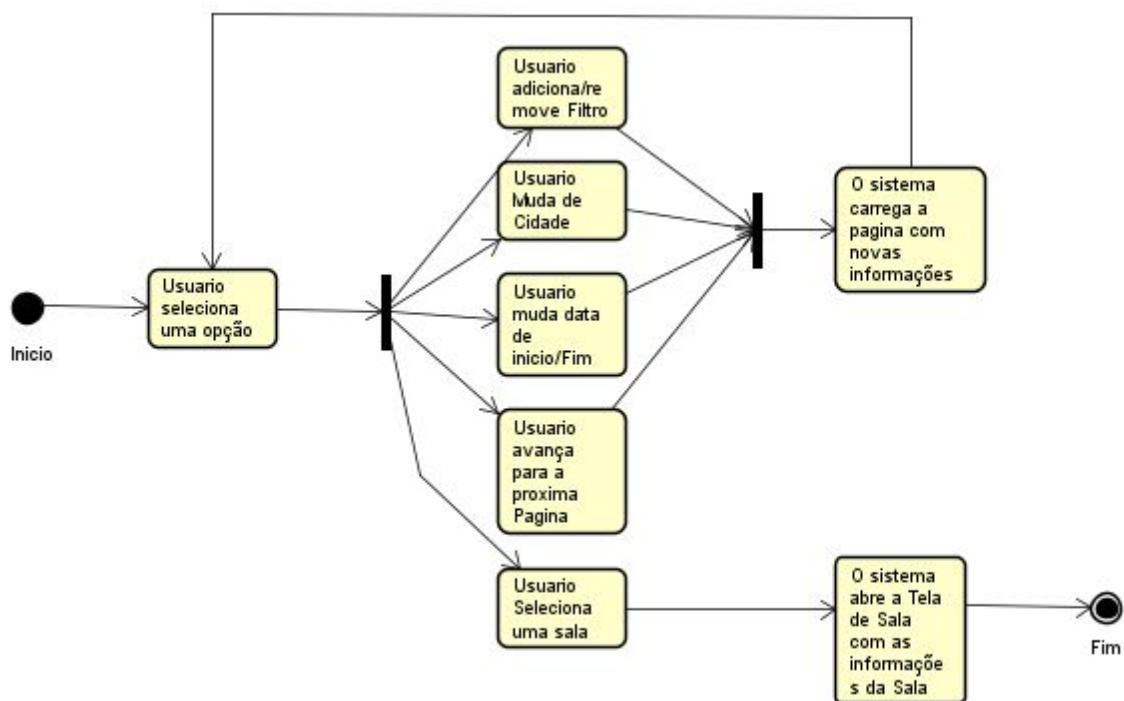 Usuario
adiciona/re
move Filtro
Usuario
Muda de
Cidade
O sistema
carrega a
pagina com
novas
informações
Usuario
seleciona
uma opção
Inicio
Usuario
muda data
de
inicio/Fim
Usuario
avança
para a
proxima
Pagina
Usuario
Seleciona
uma sala
O sistema
abre a Tela
de Sala
com as
informaçõe
s da Sala
Fim